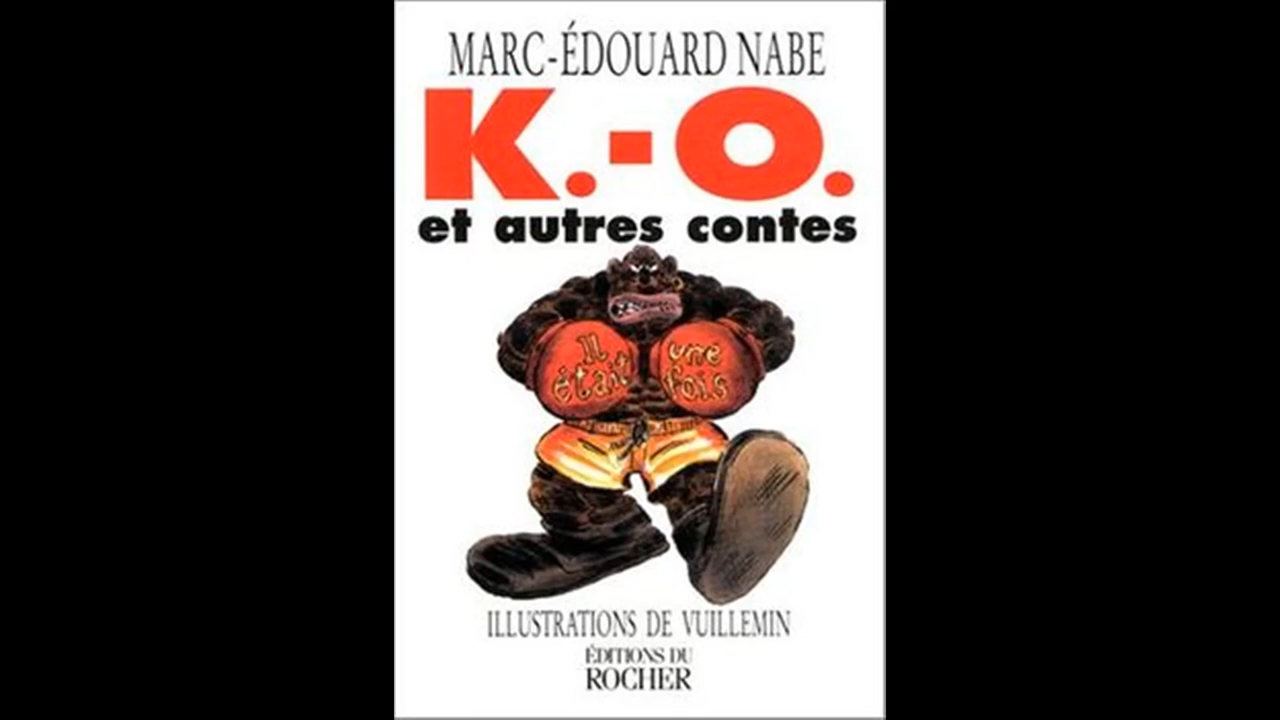 MARC-ÉDOUARD NABE
K.-O.
et autres contes
Il était
une fois
ILLUSTRATIONS DE VUILLEMIN
ÉDITIONS DU
ROCHER